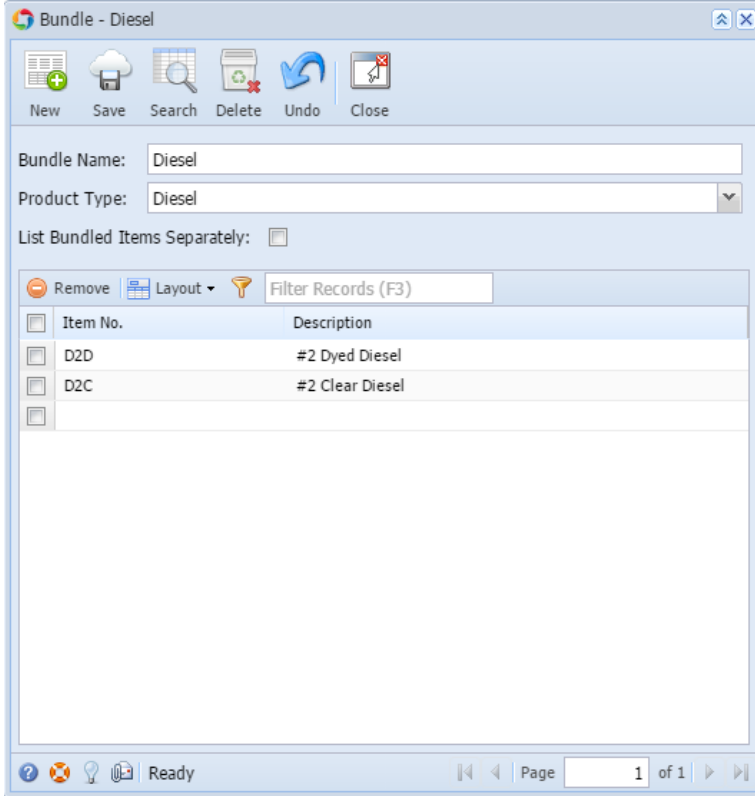 Bundle - Diesel
New Save Search Delete Undo Close
Bundle Name: Diesel
Product Type: Diesel
List Bundled Items Separately:
Remove Layout Filter Records (F3)
Item No. Description
D2D #2 Dyed Diesel
D2C #2 Clear Diesel
Ready Page 1 of 1